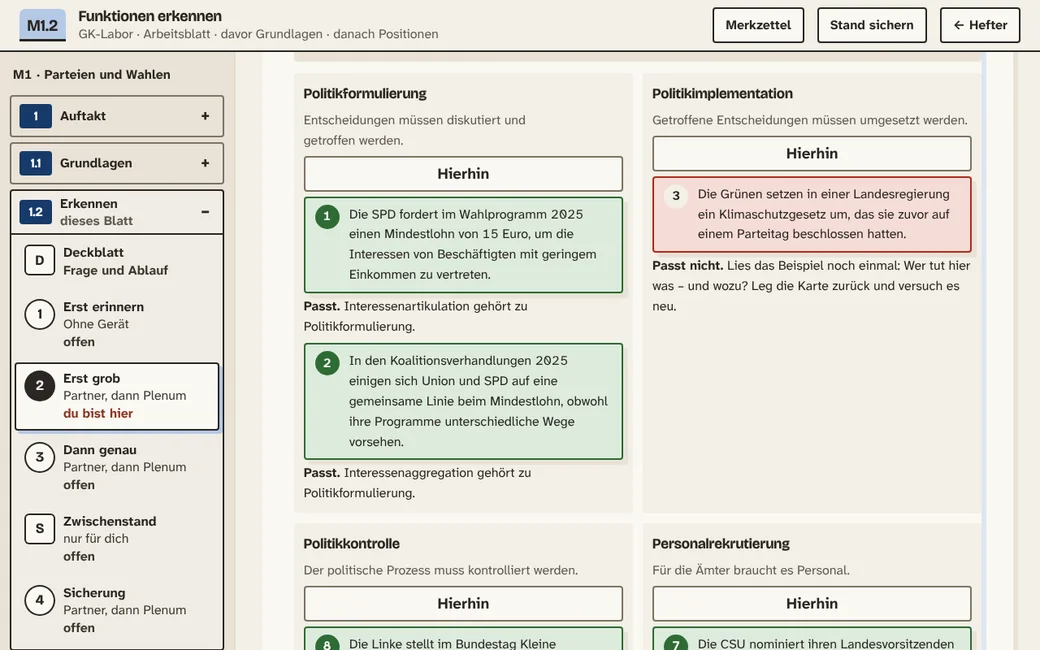 M1.2
Funktionen erkennen
GK-Labor · Arbeitsblatt · davor Grundlagen · danach Positionen
Merkzettel
Stand sichern
← Hefter
M1 · Parteien und Wahlen
1
Auftakt
+
1.1
Grundlagen
+
1.2
Erkennen
dieses Blatt
−
D
Deckblatt
Frage und Ablauf
1
Erst erinnern
Ohne Gerät
offen
2
Erst grob
Partner, dann Plenum
du bist hier
3
Dann genau
Partner, dann Plenum
offen
S
Zwischenstand
nur für dich
offen
4
Sicherung
Partner, dann Plenum
offen
Politikformulierung
Entscheidungen müssen diskutiert und
getroffen werden.
Hierhin
1
Die SPD fordert im Wahlprogramm 2025
einen Mindestlohn von 15 Euro, um die
Interessen von Beschäftigten mit geringem
Einkommen zu vertreten.
Passt. Interessenartikulation gehört zu
Politikformulierung.
2
In den Koalitionsverhandlungen 2025
einigen sich Union und SPD auf eine
gemeinsame Linie beim Mindestlohn, obwohl
ihre Programme unterschiedliche Wege
vorsehen.
Passt. Interessenaggregation gehört zu
Politikformulierung.
Politikimplementation
Getroffene Entscheidungen müssen umgesetzt werden.
Hierhin
3
Die Grünen setzen in einer Landesregierung
ein Klimaschutzgesetz um, das sie zuvor auf
einem Parteitag beschlossen hatten.
Passt nicht. Lies das Beispiel noch einmal: Wer tut hier
was – und wozu? Leg die Karte zurück und versuch es
neu.
Politikkontrolle
Der politische Prozess muss kontrolliert werden.
Hierhin
8
Die Linke stellt im Bundestag Kleine
Personalrekrutierung
Für die Ämter braucht es Personal.
Hierhin
7
Die CSU nominiert ihren Landesvorsitzenden